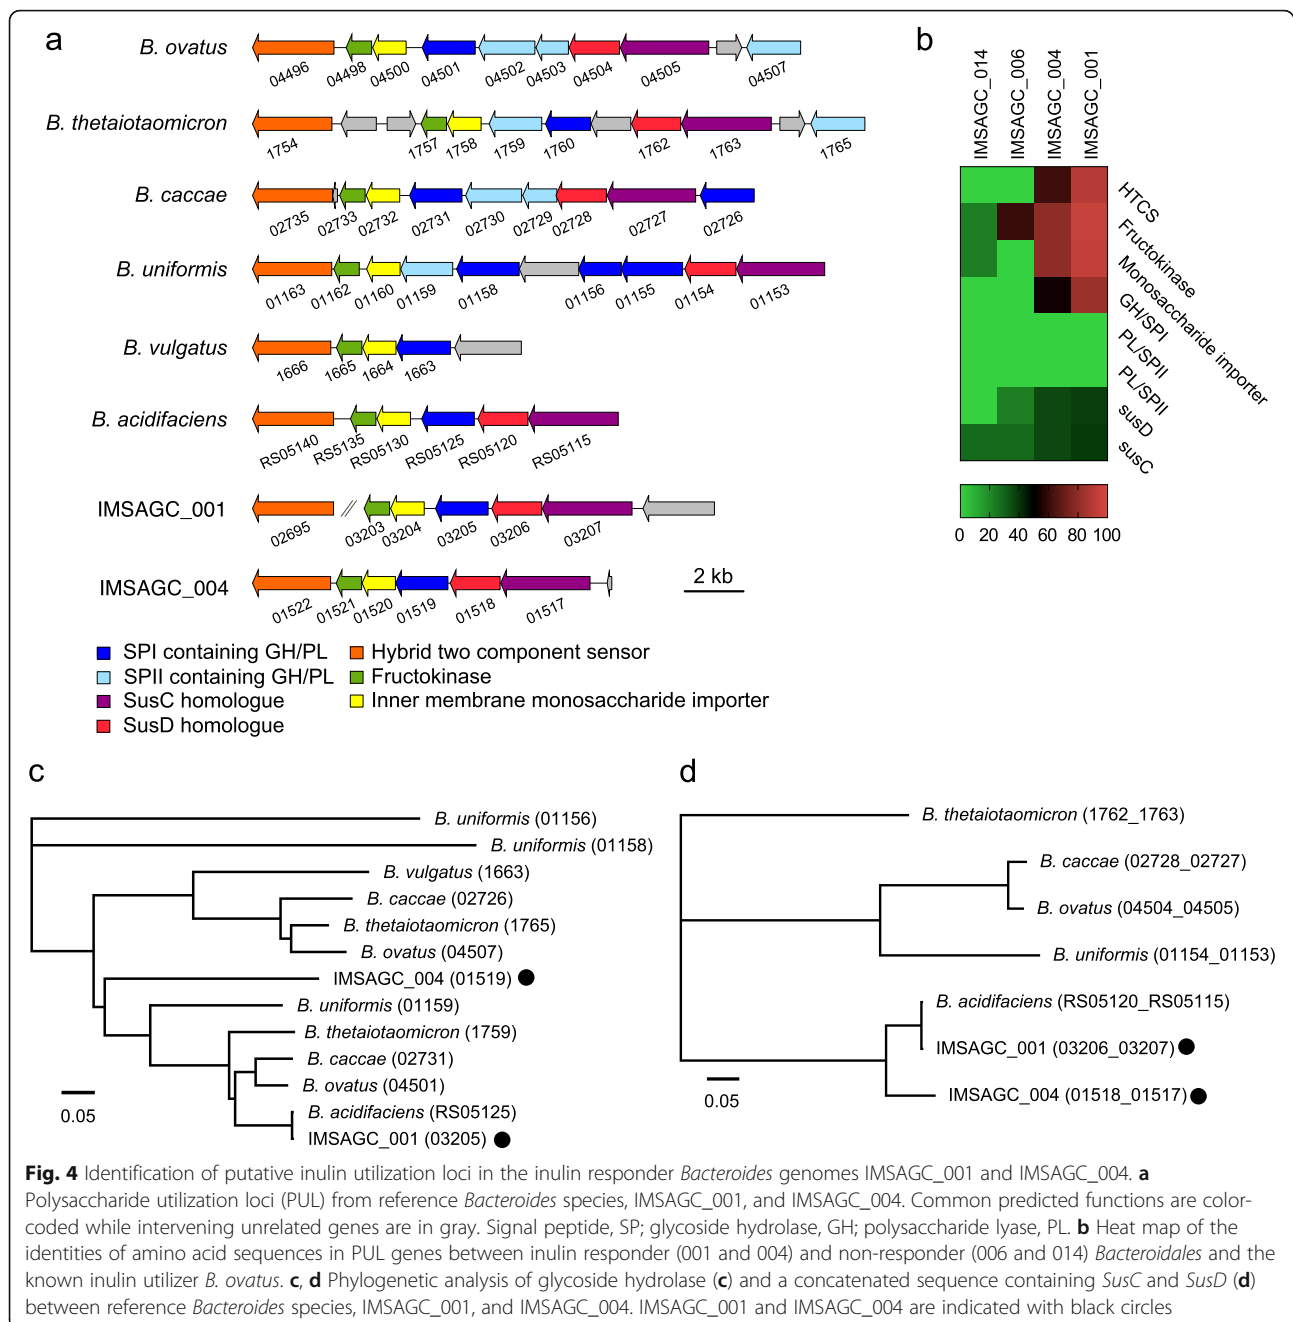 a
B. ovatus
04496 04498 04500 04501 04502 04503 04504 04505 04507
B. thetaiotaomicron
1754 1757 1758 1759 1760 1762 1763 1765
B. caccae
02735 02733 02732 02731 02730 02729 02728 02727 02726
B. uniformis
01163 01162 01160 01159 01158 01156 01155 01154 01153
B. vulgatus
1666 1665 1664 1663
B. acidifaciens
RS05140 RS5135 RS05130 RS05125 RS05120 RS05115
IMSAGC_001
02695 // 03203 03204 03205 03206 03207
IMSAGC_004
01522 01521 01520 01519 01518 01517
2 kb
SPI containing GH/PL
SPII containing GH/PL
SusC homologue
SusD homologue
Hybrid two component sensor
Fructokinase
Inner membrane monosaccharide importer
b
IMSAGC_014
IMSAGC_006
IMSAGC_004
IMSAGC_001
HTCS
Fructokinase
Monosaccharide importer
GH/SPI
PL/SPII
PL/SPII
susD
susC
0 20 40 60 80 100
c
B. uniformis (01156)
B. uniformis (01158)
B. vulgatus (1663)
B. caccae (02726)
B. thetaiotaomicron (1765)
B. ovatus (04507)
IMSAGC_004 (01519)
B. uniformis (01159)
B. thetaiotaomicron (1759)
B. caccae (02731)
B. ovatus (04501)
B. acidifaciens (RS05125)
IMSAGC_001 (03205)
0.05
d
B. thetaiotaomicron (1762_1763)
B. caccae (02728_02727)
B. ovatus (04504_04505)
B. uniformis (01154_01153)
B. acidifaciens (RS05120_RS05115)
IMSAGC_001 (03206_03207)
IMSAGC_004 (01518_01517)
0.05
Fig. 4 Identification of putative inulin utilization loci in the inulin responder Bacteroides genomes IMSAGC_001 and IMSAGC_004. a
Polysaccharide utilization loci (PUL) from reference Bacteroides species, IMSAGC_001, and IMSAGC_004. Common predicted functions are color-
coded while intervening unrelated genes are in gray. Signal peptide, SP; glycoside hydrolase, GH; polysaccharide lyase, PL. b Heat map of the
identities of amino acid sequences in PUL genes between inulin responder (001 and 004) and non-responder (006 and 014) Bacteroidales and the
known inulin utilizer B. ovatus. c, d Phylogenetic analysis of glycoside hydrolase (c) and a concatenated sequence containing SusC and SusD (d)
between reference Bacteroides species, IMSAGC_001, and IMSAGC_004. IMSAGC_001 and IMSAGC_004 are indicated with black circles